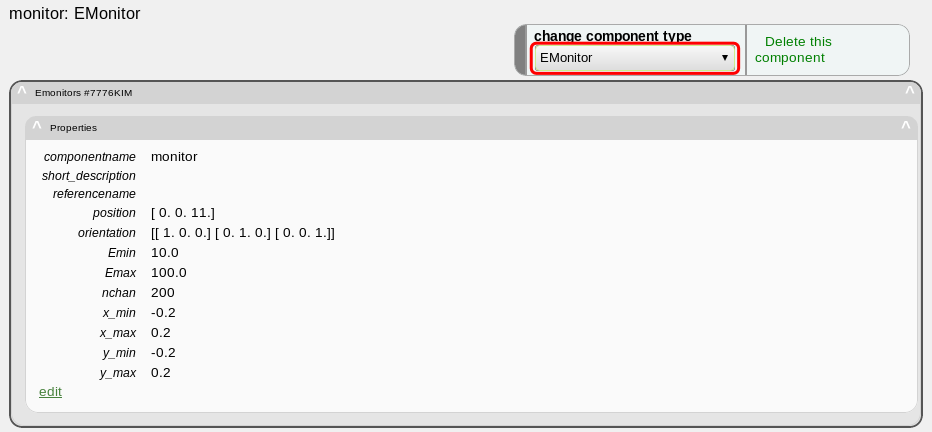 monitor: EMonitor
change component type
EMonitor
Delete this
component
Emonitors #7776KIM
Properties
componentname monitor
short_description
referencename
position [ 0. 0. 11.]
orientation [[ 1. 0. 0.] [ 0. 1. 0.] [ 0. 0. 1.]]
Emin 10.0
Emax 100.0
nchan 200
x_min -0.2
x_max 0.2
y_min -0.2
y_max 0.2
edit